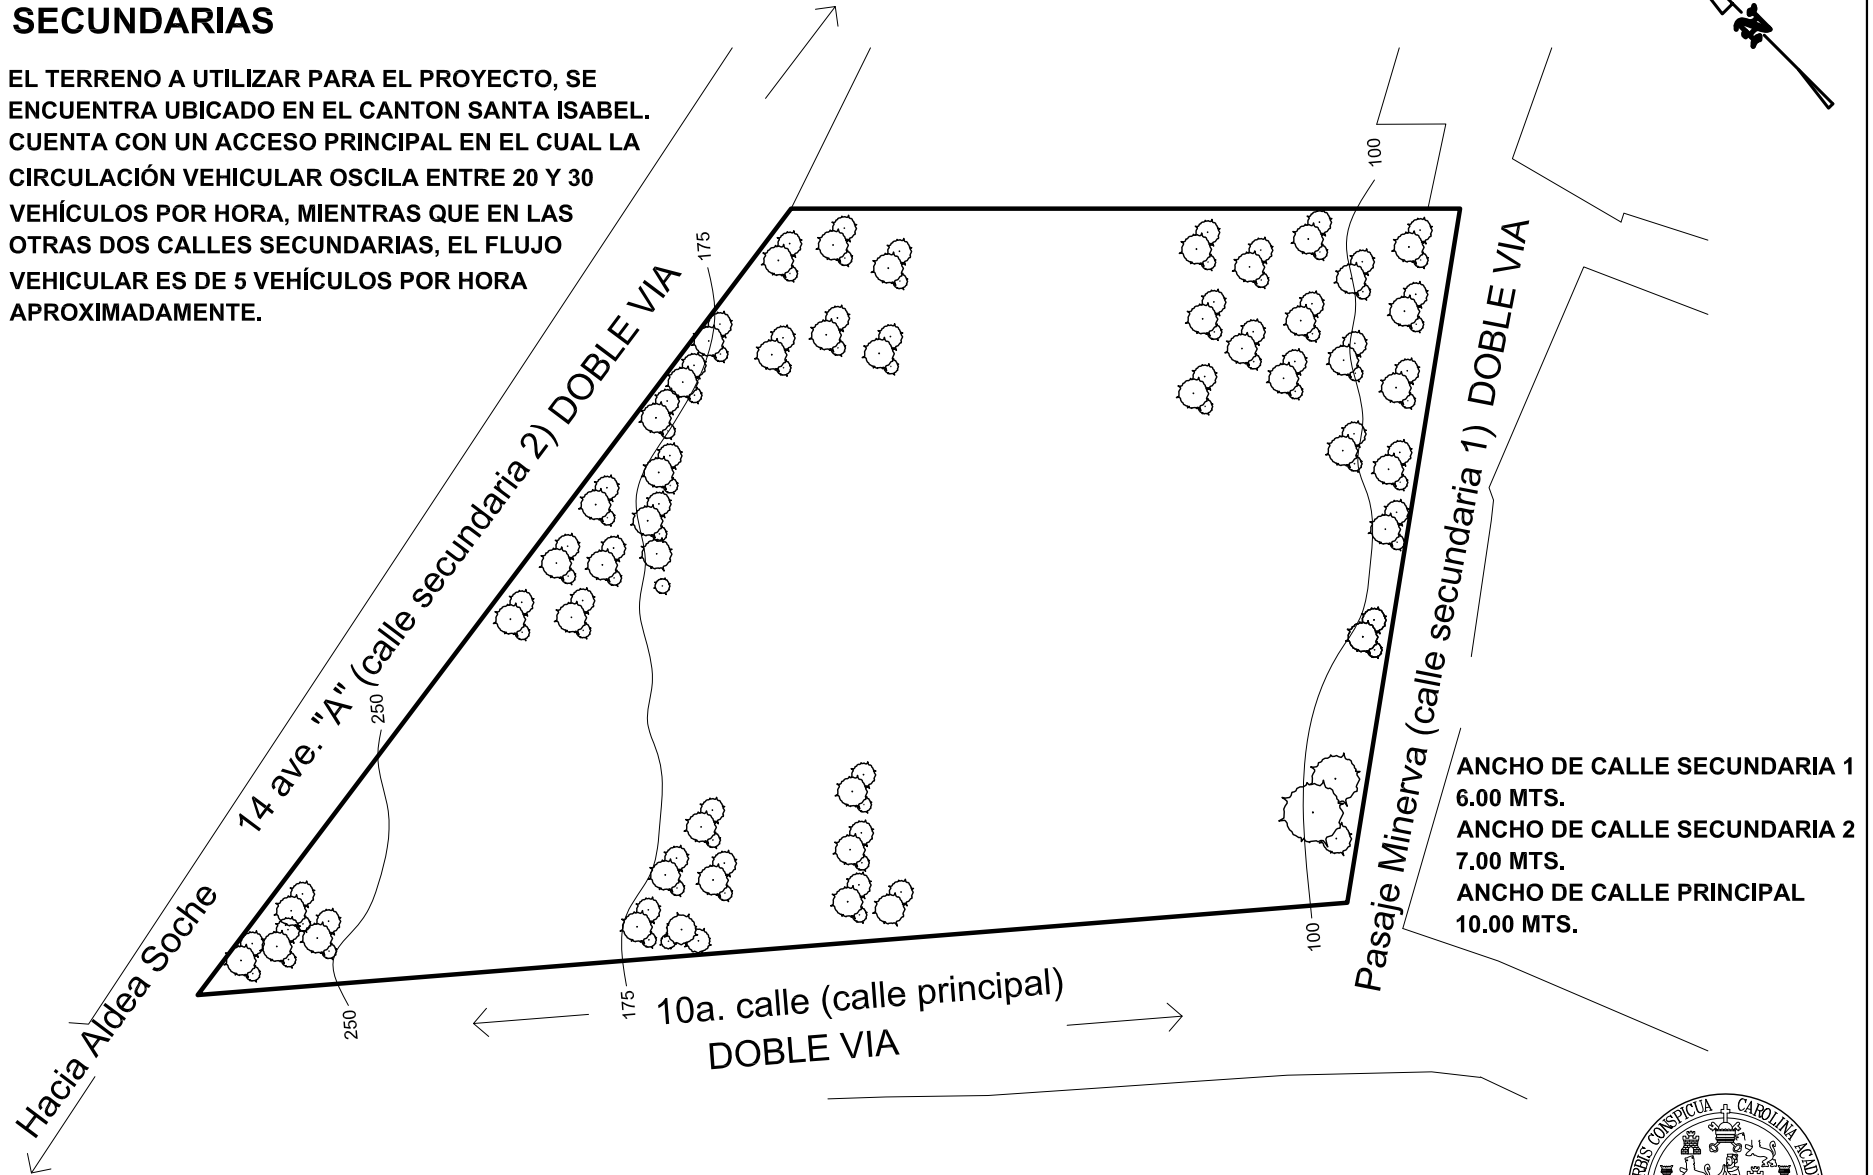 SECUNDARIAS
EL TERRENO A UTILIZAR PARA EL PROYECTO, SE
ENCUENTRA UBICADO EN EL CANTON SANTA ISABEL.
CUENTA CON UN ACCESO PRINCIPAL EN EL CUAL LA
CIRCULACIÓN VEHICULAR OSCILA ENTRE 20 Y 30
VEHÍCULOS POR HORA, MIENTRAS QUE EN LAS
OTRAS DOS CALLES SECUNDARIAS, EL FLUJO
VEHICULAR ES DE 5 VEHÍCULOS POR HORA
APROXIMADAMENTE.
100
175
14 ave. "A" (calle secundaria 2) DOBLE VIA
250
Pasaje Minerva (calle secundaria 1) DOBLE VIA
ANCHO DE CALLE SECUNDARIA 1
6.00 MTS.
ANCHO DE CALLE SECUNDARIA 2
7.00 MTS.
ANCHO DE CALLE PRINCIPAL
10.00 MTS.
Hacia Aldea Soche
250
175
100
10a. calle (calle principal)
DOBLE VIA
CONSPICUA CAROLINA